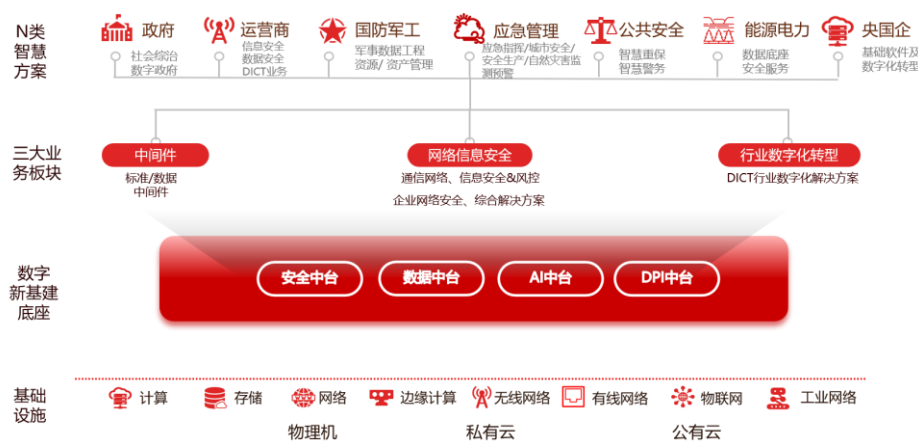 N类
智慧
方案
政府
社会综治
数字政府
运营商
信息安全
数据安全
DICT业务
国防军工
军事数据工程
资源/ 资产管理
应急管理
应急指挥/城市安全/
安全生产/自然灾害监
测预警
公共安全
智慧重保
智慧警务
能源电力
数据底座
安全服务
央国企
基础软件及
数字化转型
三大业
务板块
中间件
标准/数据
中间件
网络信息安全
通信网络、信息安全&风控
企业网络安全、综合解决方案
行业数字化转型
DICT行业数字化解决方案
数字
新基建
底座
安全中台
数据中台
AI中台
DPI中台
基础
设施
计算
存储
网络
边缘计算
无线网络
有线网络
物联网
工业网络
物理机
私有云
公有云